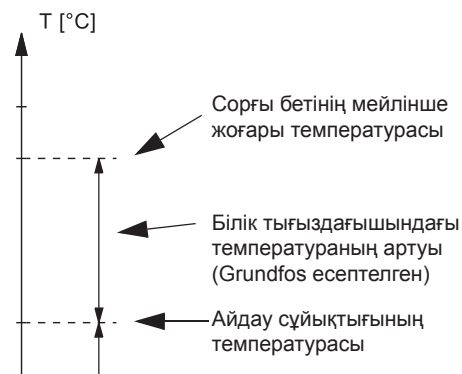 T [°C]
Сорғы бетінің мейлінше
жоғары температурасы
Білік тығыздағышындағы
температураның артуы
(Grundfos есептелген)
Айдау сұйықтығының
температурасы